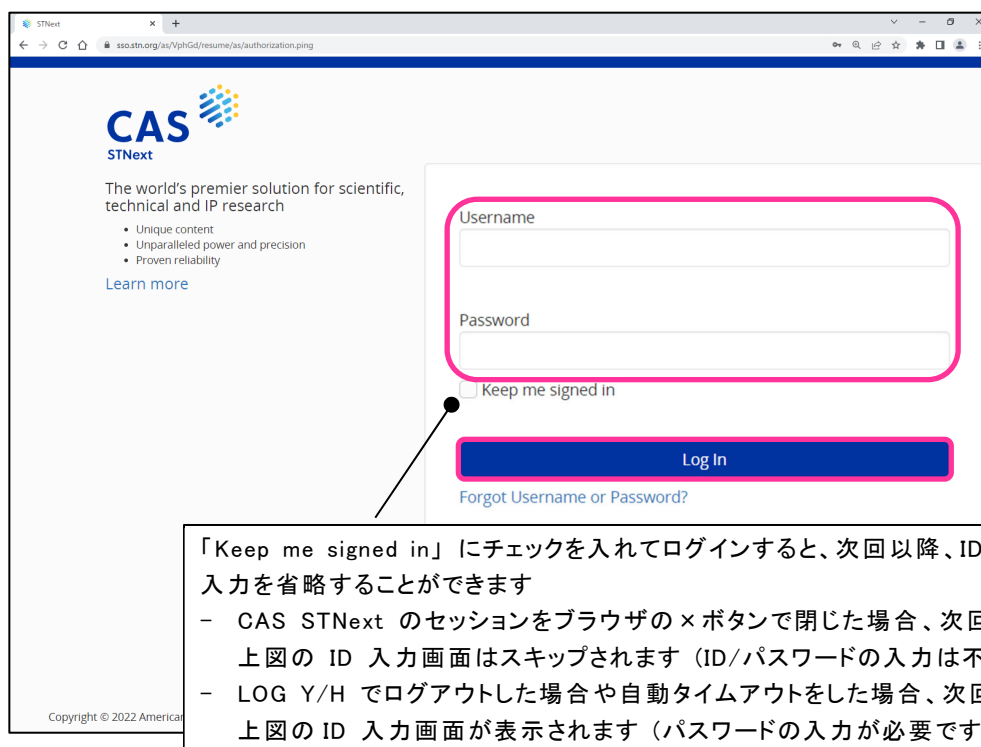 STNext
sso.stn.org/as/VphGd/resume/as/authorization.ping
CAS
STNext
The world's premier solution for scientific,
technical and IP research
• Unique content
• Unparalleled power and precision
• Proven reliability
Learn more
Username
Password
Keep me signed in
Log In
Forgot Username or Password?
「Keep me signed in」にチェックを入れてログインすると、次回以降、ID
入力を省略することができます
- CAS STNext のセッションをブラウザの×ボタンで閉じた場合、次回
上図の ID 入力画面はスキップされます (ID/パスワードの入力は不
- LOG Y/H でログアウトした場合や自動タイムアウトをした場合、次回
上図の ID 入力画面が表示されます (パスワードの入力が必要です
Copyright © 2022 American